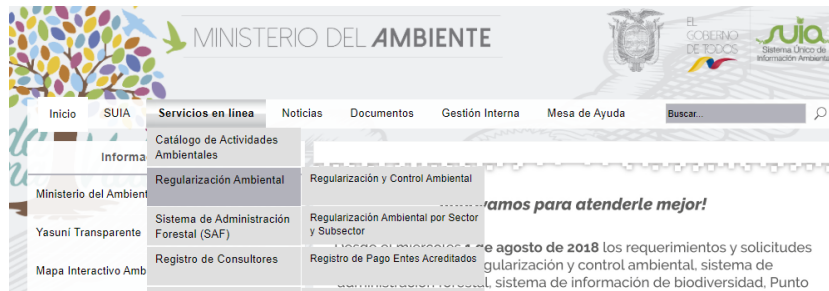 MINISTERIO DEL AMBIENTE
EL
GOBIERNO
DE TODOS
suia
Sistema Único de
Información Ambiental
Inicio SUIA Servicios en línea Noticias Documentos Gestión Interna Mesa de Ayuda Buscar...
Catálogo de Actividades
Ambientales
Informa
Regularización Ambiental
Regularización y Control Ambiental
Ministerio del Ambient
vamos para atenderle mejor!
Sistema de Administración
Forestal (SAF)
Regularización Ambiental por Sector
y Subsector
Yasuní Transparente
de agosto de 2018 los requerimientos y solicitudes
Registro de Consultores
Registro de Pago Entes Acreditados
gularización y control ambiental, sistema de
Mapa Interactivo Amb
sistema de información de biodiversidad, Punto